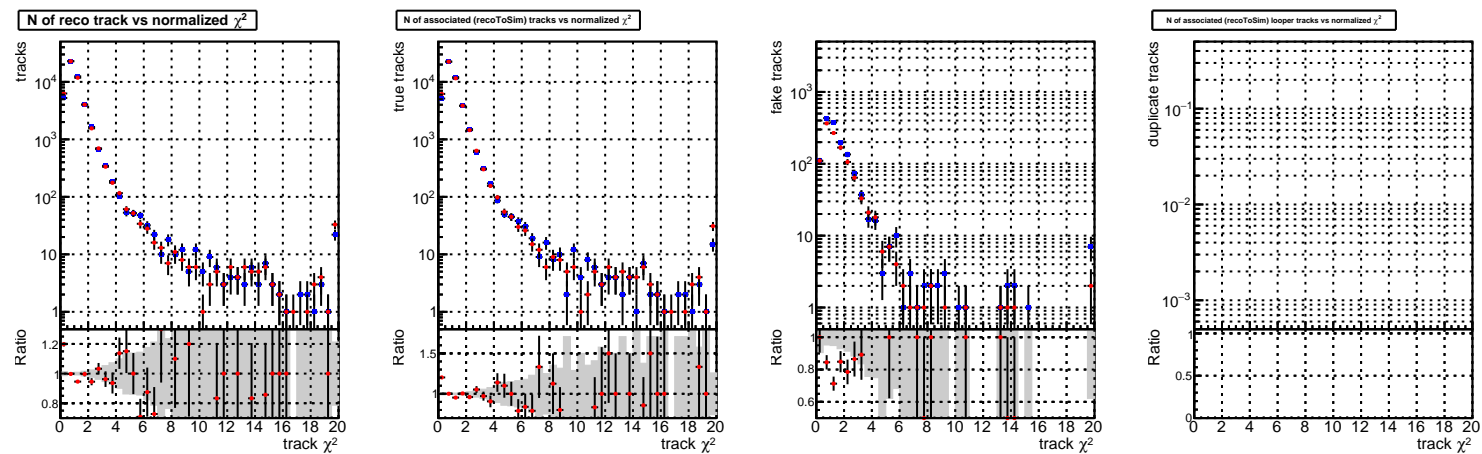 N of reco track vs normalized χ²
tracks
10⁴
10³
10²
10
1
Ratio
1.2
1
0.8
0 2 4 6 8 10 12 14 16 18 20
track χ²
N of associated (recoToSim) tracks vs normalized χ²
true tracks
10⁴
10³
10²
10
1
Ratio
1.5
1
0 2 4 6 8 10 12 14 16 18 20
track χ²
fake tracks
10³
10²
10
1
Ratio
1
0.8
0.6
0 2 4 6 8 10 12 14 16 18 20
track χ²
N of associated (recoToSim) looper tracks vs normalized χ²
duplicate tracks
10⁻¹
10⁻²
10⁻³
Ratio
1
0.5
0
0 2 4 6 8 10 12 14 16 18 20
track χ²